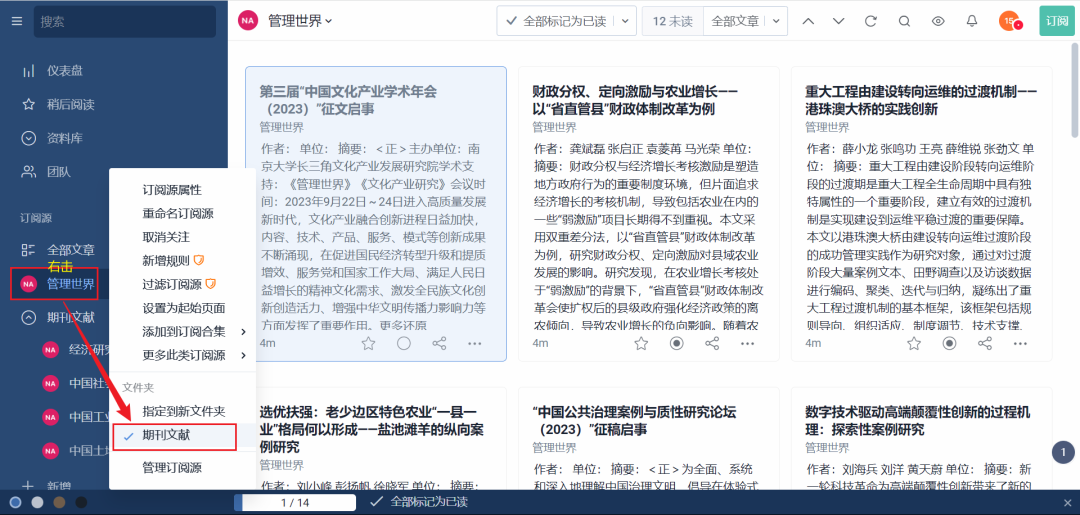 搜索
仪表盘
稍后阅读
资料库
团队
订阅源
全部文章
右击
NA 管理世界
期刊文献
NA 经济研
NA 中国社
NA 中国工
NA 中国土
新增
订阅源属性
重命名订阅源
取消关注
新增规则
过滤订阅源
设置为起始页面
添加到订阅合集
更多此类订阅源
文件夹
指定到新文件夹
期刊文献
管理订阅源
NA 管理世界
全部标记为已读
12 未读
全部文章
15
订阅
第三届“中国文化产业学术年会
（2023）”征文启事
管理世界
作者： 单位： 摘要： <正>主办单位：南
京大学长三角文化产业发展研究院学术支
持：《管理世界》《文化产业研究》会议时
间：2023年9月22日~24日进入高质量发展
新时代，文化产业融合创新进程日益加快，
内容、技术、产品、服务、模式等创新成果
不断涌现，在促进国民经济转型升级和提质
增效、服务党和国家工作大局、满足人民日
益增长的精神文化需求、激发全民族文化创
新创造活力、增强中华文明传播力影响力等
方面发挥了重要作用。更多还原
4m
财政分权、定向激励与农业增长——
以“省直管县”财政体制改革为例
管理世界
作者：龚斌磊 张启正 袁菱苒 马光荣 单位：
摘要：财政分权与经济增长考核激励是塑造
地方政府行为的重要制度环境，但片面追求
经济增长的考核机制，导致包括农业在内的
一些“弱激励”项目长期得不到重视。本文采
用双重差分法，以“省直管县”财政体制改革
为例，研究财政分权、定向激励对县域农业
发展的影响。研究发现，在农业增长考核处
于“弱激励”的背景下，“省直管县”财政体制改
革会使扩权后的县级政府强化经济政策的离
农倾向，导致农业增长的负向影响。随着农
4m
重大工程由建设转向运维的过渡机制——
港珠澳大桥的实践创新
管理世界
作者：薛小龙 张鸣功 王亮 薛维锐 张劲文 单
位： 摘要：重大工程由建设阶段转向运维阶
段的过渡期是重大工程全生命周期中具有独
特属性的一个重要阶段，建立有效的过渡机
制是实现建设到运维平稳过渡的重要保障。
本文以港珠澳大桥由建设运维过渡阶段
的成功管理实践作为研究对象，通过对过渡
阶段大量案例文本、田野调查以及访谈数据
进行编码、聚类、迭代与归纳，凝练出了重
大工程过渡机制的基本框架，该框架包括规
则导向、组织适应、制度调节、技术支撑、
4m
选优扶强：老少边区特色农业“一县一
业”格局何以形成——盐池滩羊的纵向案
例研究
管理世界
作者：刘小峰 彭扬帆 徐晓军 单位： 摘要：
“中国公共治理案例与质性研究论坛
（2023）”征稿启事
管理世界
作者： 单位： 摘要： <正>为全面、系统
和深入地理解中国治理文明，倡导在体验式
数字技术驱动高端颠覆性创新的过程机
理：探索性案例研究
管理世界
作者：刘海兵 刘洋 黄天蔚 单位： 摘要：新
一轮科技革命为高端颠覆性创新带来了新的
1
1 / 14
全部标记为已读